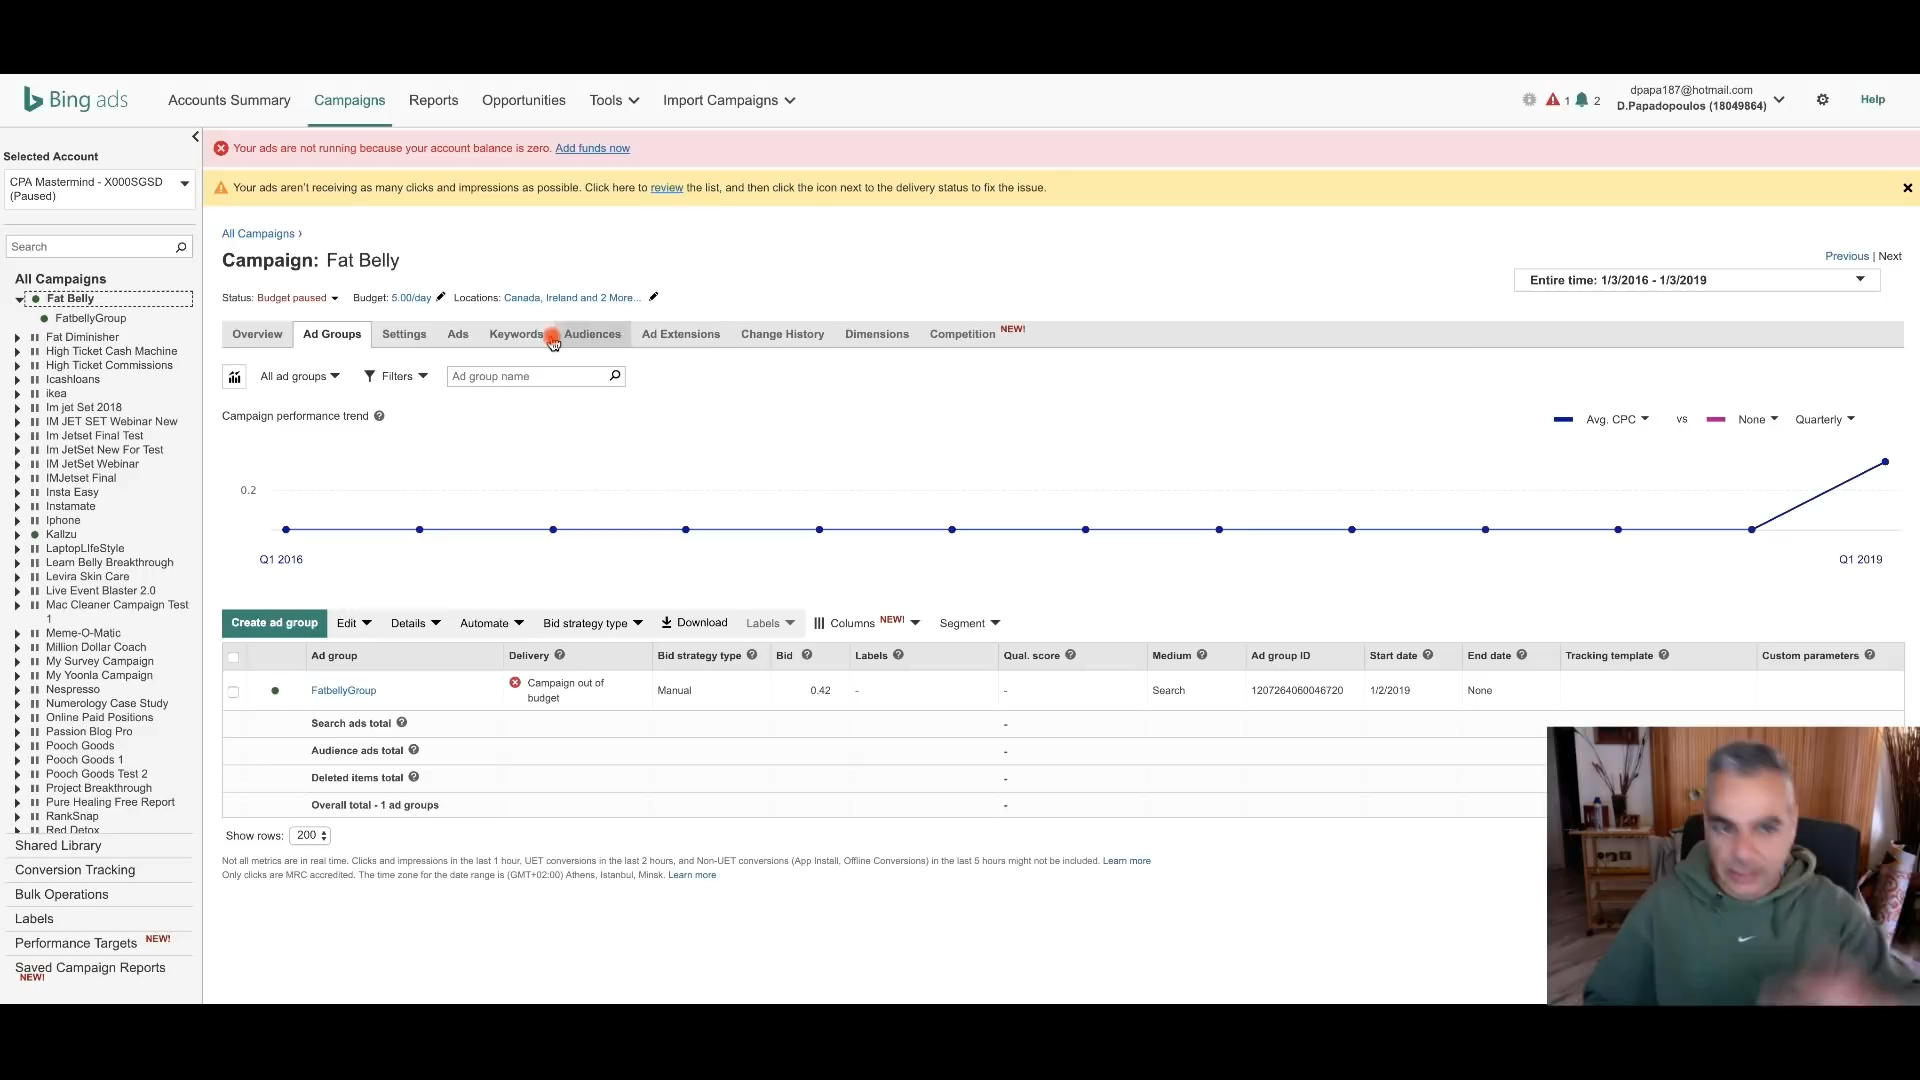 Bing ads
Accounts Summary Campaigns Reports Opportunities Tools Import Campaigns
1 2
dpapa187@hotmail.com
D.Papadopoulos (18049864)
Help
Selected Account
CPA Mastermind - X000SGSD
(Paused)
Search
All Campaigns
Fat Belly
FatbellyGroup
Fat Diminisher
High Ticket Cash Machine
High Ticket Commissions
Icashloans
ikea
Im jet Set 2018
IM JET SET Webinar New
Im Jetset Final Test
Im JetSet New For Test
IM JetSet Webinar
IMJetset Final
Insta Easy
Instamate
Iphone
Kallzu
LaptopLIfeStyle
Learn Belly Breakthrough
Levira Skin Care
Live Event Blaster 2.0
Mac Cleaner Campaign Test
1
Meme-O-Matic
Million Dollar Coach
My Survey Campaign
My Yoonla Campaign
Nespresso
Numerology Case Study
Online Paid Positions
Passion Blog Pro
Pooch Goods
Pooch Goods 1
Pooch Goods Test 2
Project Breakthrough
Pure Healing Free Report
RankSnap
Red Detox
Shared Library
Conversion Tracking
Bulk Operations
Labels
Performance Targets NEW!
Saved Campaign Reports
NEW!
Your ads are not running because your account balance is zero. Add funds now
Your ads aren't receiving as many clicks and impressions as possible. Click here to review the list, and then click the icon next to the delivery status to fix the issue.
All Campaigns ›
Campaign: Fat Belly
Previous | Next
Entire time: 1/3/2016 - 1/3/2019
Status: Budget paused Budget: 5.00/day Locations: Canada, Ireland and 2 More...
Overview Ad Groups Settings Ads Keywords Audiences Ad Extensions Change History Dimensions Competition NEW!
All ad groups Filters Ad group name
Campaign performance trend
Avg. CPC vs None Quarterly
0.2
Q1 2016 Q1 2019
Create ad group Edit Details Automate Bid strategy type Download Labels Columns NEW! Segment
Ad group Delivery Bid strategy type Bid Labels Qual. score Medium Ad group ID Start date End date Tracking template Custom parameters
FatbellyGroup Campaign out of budget Manual 0.42 - - Search 1207264060046720 1/2/2019 None
Search ads total -
Audience ads total -
Deleted items total -
Overall total - 1 ad groups -
Show rows: 200
Not all metrics are in real time. Clicks and impressions in the last 1 hour, UET conversions in the last 2 hours, and Non-UET conversions (App Install, Offline Conversions) in the last 5 hours might not be included. Learn more
Only clicks are MRC accredited. The time zone for the date range is (GMT+02:00) Athens, Istanbul, Minsk. Learn more